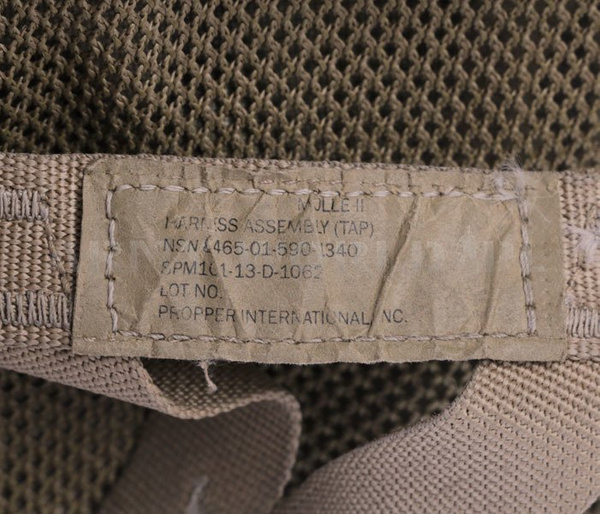 MOLLE II
HARNESS ASSEMBLY (TAP)
NSN 8465-01-590-1340
SPM1C1-13-D-1062
LOT NO.
PROPPER INTERNATIONAL, INC.